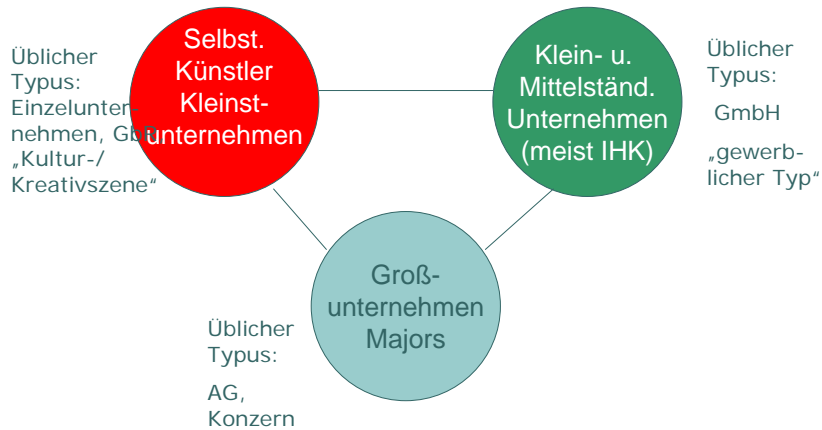 Üblicher
Typus:
Einzelunter-
nehmen, GbR
„Kultur-/
Kreativszene“
Selbst.
Künstler
Kleinst-
unternehmen
Klein- u.
Mittelständ.
Unternehmen
(meist IHK)
Üblicher
Typus:
GmbH
„gewerb-
licher Typ“
Groß-
unternehmen
Majors
Üblicher
Typus:
AG,
Konzern